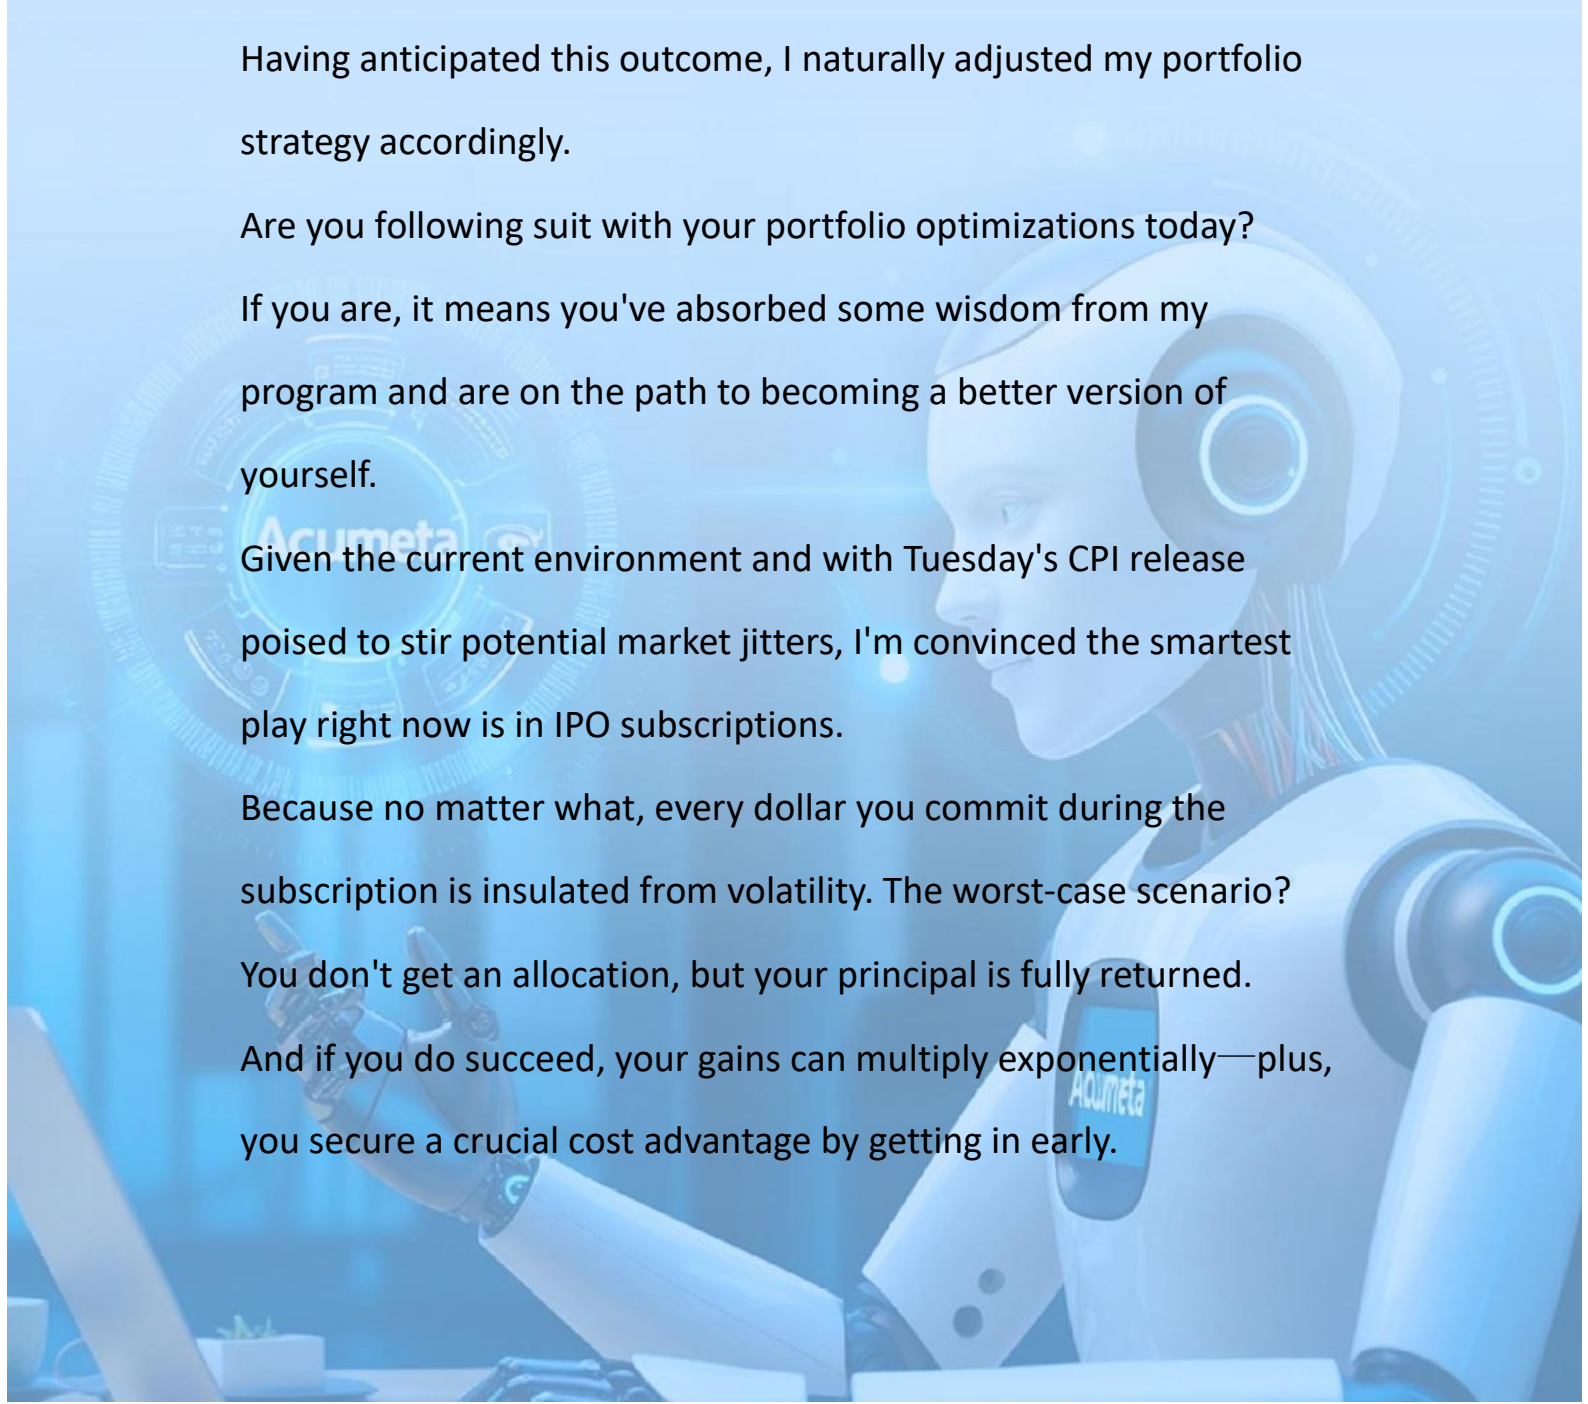 Having anticipated this outcome, I naturally adjusted my portfolio
strategy accordingly.
Are you following suit with your portfolio optimizations today?
If you are, it means you've absorbed some wisdom from my
program and are on the path to becoming a better version of
yourself.
Acumeta
Given the current environment and with Tuesday's CPI release
poised to stir potential market jitters, I'm convinced the smartest
play right now is in IPO subscriptions.
Because no matter what, every dollar you commit during the
subscription is insulated from volatility. The worst-case scenario?
You don't get an allocation, but your principal is fully returned.
And if you do succeed, your gains can multiply exponentially—plus,
Acumeta
you secure a crucial cost advantage by getting in early.